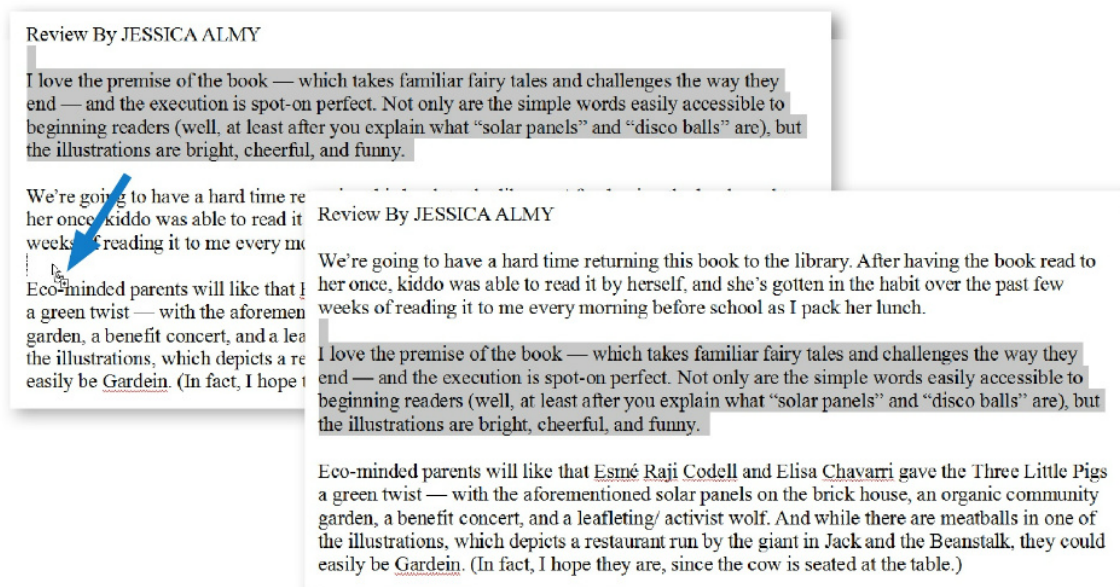 Review By JESSICA ALMY
I love the premise of the book — which takes familiar fairy tales and challenges the way they
end — and the execution is spot-on perfect. Not only are the simple words easily accessible to
beginning readers (well, at least after you explain what “solar panels” and “disco balls” are), but
the illustrations are bright, cheerful, and funny.
We’re going to have a hard time re
her once, kiddo was able to read it
weeks of reading it to me every mo
Eco-minded parents will like that
a green twist — with the aforemen
garden, a benefit concert, and a lea
the illustrations, which depicts a re
easily be Gardein. (In fact, I hope t
Review By JESSICA ALMY
We’re going to have a hard time returning this book to the library. After having the book read to
her once, kiddo was able to read it by herself, and she’s gotten in the habit over the past few
weeks of reading it to me every morning before school as I pack her lunch.
I love the premise of the book — which takes familiar fairy tales and challenges the way they
end — and the execution is spot-on perfect. Not only are the simple words easily accessible to
beginning readers (well, at least after you explain what “solar panels” and “disco balls” are), but
the illustrations are bright, cheerful, and funny.
Eco-minded parents will like that Esmé Raji Codell and Elisa Chavarri gave the Three Little Pigs
a green twist — with the aforementioned solar panels on the brick house, an organic community
garden, a benefit concert, and a leafleting/ activist wolf. And while there are meatballs in one of
the illustrations, which depicts a restaurant run by the giant in Jack and the Beanstalk, they could
easily be Gardein. (In fact, I hope they are, since the cow is seated at the table.)